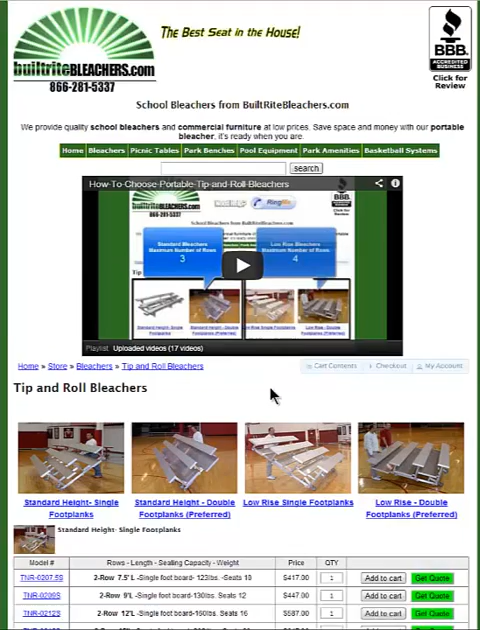 The Best Seat in the House!
builtriteBLEACHERS.com
866-281-5337
BBB
ACCREDITED
BUSINESS
Click for
Review
School Bleachers from BuiltRiteBleachers.com
We provide quality school bleachers and commercial furniture at low prices. Save space and money with our portable
bleacher, it's ready when you are.
Home Bleachers Picnic Tables Park Benches Pool Equipment Park Amenities Basketball Systems
search
How-To-Choose-Portable-Tip-and-Roll-Bleachers
School Bleachers from BuiltRiteBleachers.com
Standard Bleachers
Maximum Number of Rows
3
Low Rise Bleachers
Maximum Number of Rows
4
Playlist Uploaded videos (17 videos)
Home » Store » Bleachers » Tip and Roll Bleachers
Cart Contents Checkout My Account
Tip and Roll Bleachers
Standard Height- Single
Footplanks
Standard Height - Double
Footplanks (Preferred)
Low Rise Single Footplanks
Low Rise - Double
Footplanks (Preferred)
Standard Height- Single Footplanks
Model # Rows - Length - Seating Capacity - Weight Price QTY
TNR-0207.5S 2-Row 7.5' L -Single foot board- 123lbs. -Seats 10 $417.00 1 Add to cart Get Quote
TNR-0209S 2-Row 9'L -Single foot board-130lbs. Seats 12 $447.00 1 Add to cart Get Quote
TNR-0212S 2-Row 12'L -Single foot board-160lbs. Seats 16 $587.00 1 Add to cart Get Quote